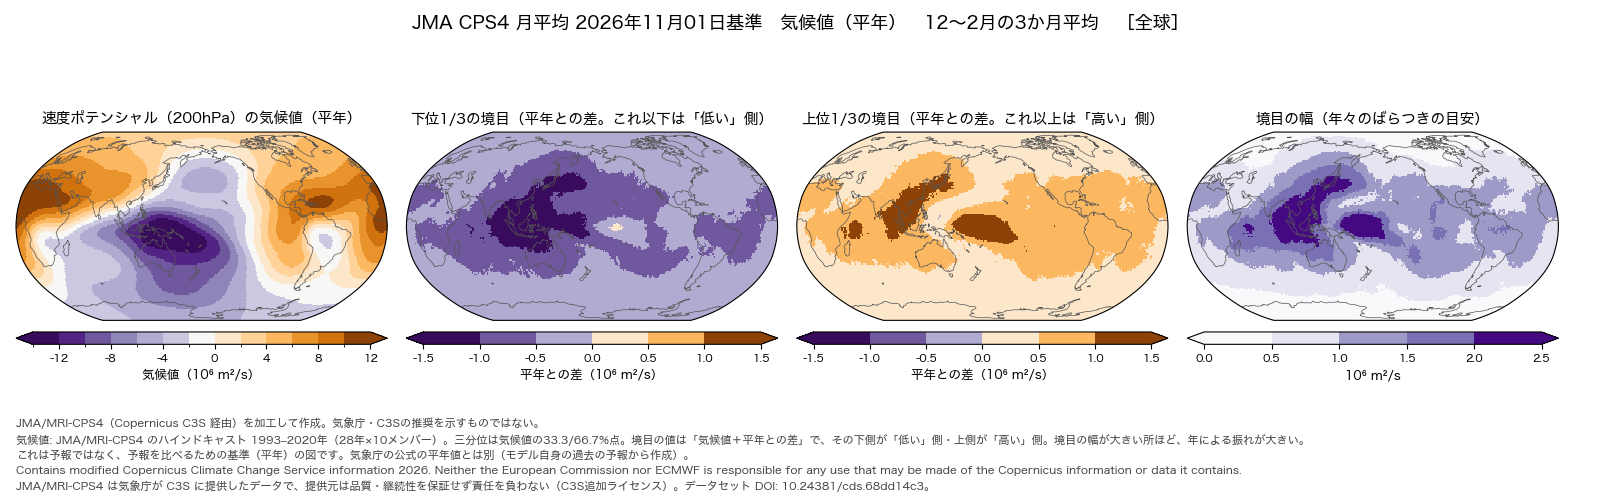 JMA CPS4 月平均 2026年11月01日基準　気候値（平年）　12～2月の3か月平均　［全球］
速度ポテンシャル（200hPa）の気候値（平年）
下位1/3の境目（平年との差。これ以下は「低い」側）
上位1/3の境目（平年との差。これ以上は「高い」側）
境目の幅（年々のばらつきの目安）
-12 -8 -4 0 4 8 12
-1.5 -1.0 -0.5 0.0 0.5 1.0 1.5
-1.5 -1.0 -0.5 0.0 0.5 1.0 1.5
0.0 0.5 1.0 1.5 2.0 2.5
気候値（10⁶ m²/s）
平年との差（10⁶ m²/s）
平年との差（10⁶ m²/s）
10⁶ m²/s
JMA/MRI-CPS4（Copernicus C3S 経由）を加工して作成。気象庁・C3Sの推奨を示すものではない。
気候値: JMA/MRI-CPS4 のハインドキャスト 1993–2020年（28年×10メンバー）。三分位は気候値の33.3/66.7%点。境目の値は「気候値＋平年との差」で、その下側が「低い」側・上側が「高い」側。境目の幅が大きい所ほど、年による振れが大きい。
これは予報ではなく、予報を比べるための基準（平年）の図です。気象庁の公式の平年値とは別（モデル自身の過去の予報から作成）。
Contains modified Copernicus Climate Change Service information 2026. Neither the European Commission nor ECMWF is responsible for any use that may be made of the Copernicus information or data it contains.
JMA/MRI-CPS4 は気象庁が C3S に提供したデータで、提供元は品質・継続性を保証せず責任を負わない（C3S追加ライセンス）。データセット DOI: 10.24381/cds.68dd14c3。